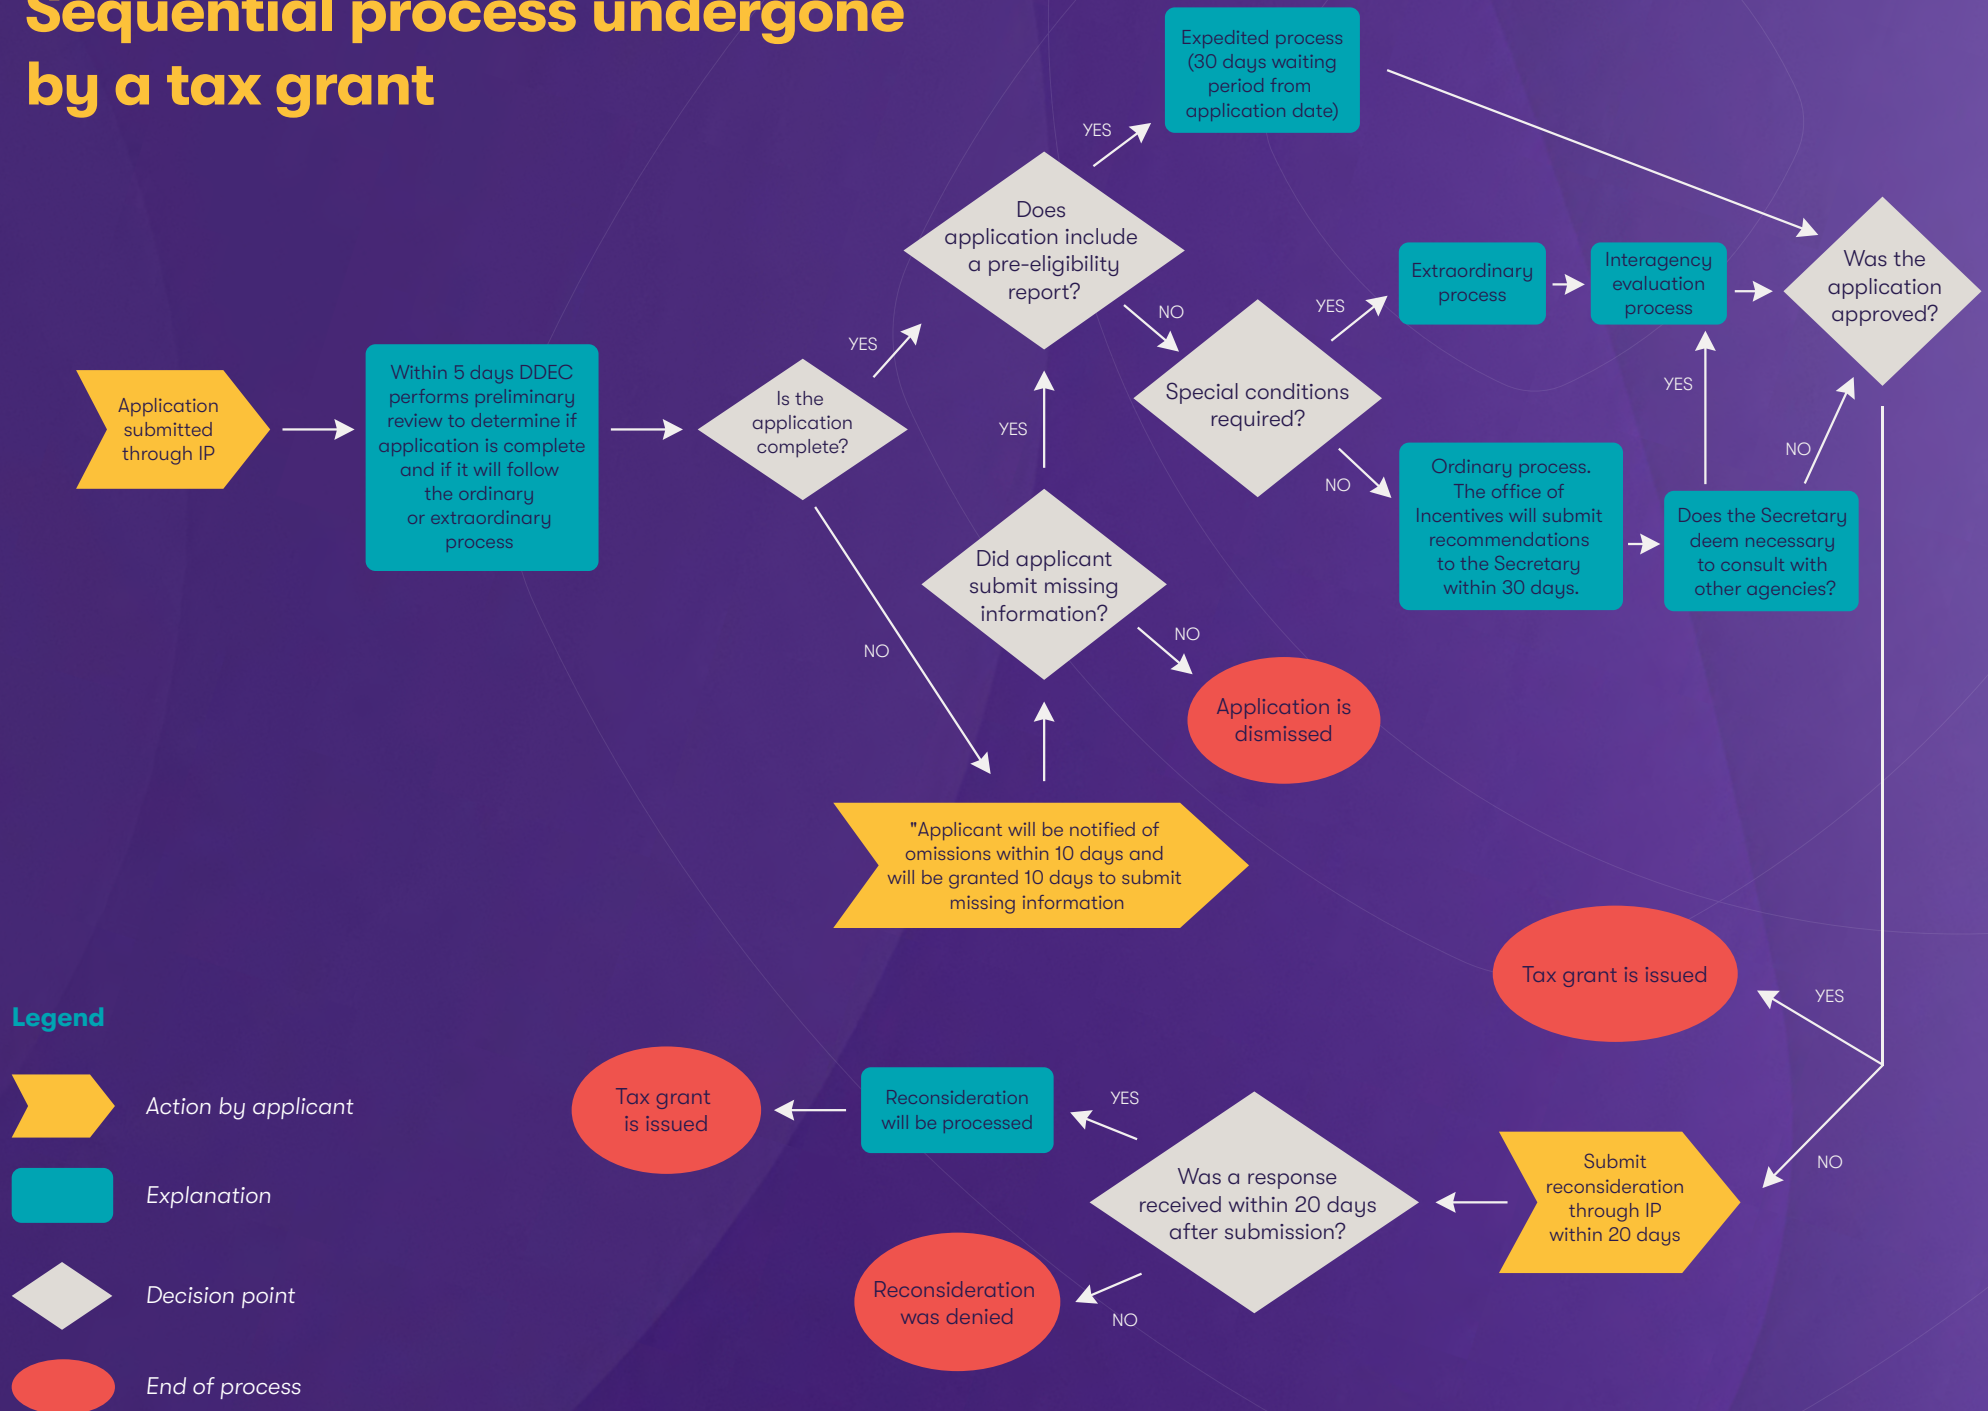 Sequential process undergone
by a tax grant
Expedited process
(30 days waiting
period from
application date)
YES
Does
application include
a pre-eligibility
report?
NO
YES
Extraordinary
process
Interagency
evaluation
process
Was the
application
approved?
YES
Application
submitted
through IP
Within 5 days DDEC
performs preliminary
review to determine if
application is complete
and if it will follow
the ordinary
or extraordinary
process
Is the
application
complete?
YES
Special conditions
required?
NO
YES
NO
Ordinary process.
The office of
Incentives will submit
recommendations
to the Secretary
within 30 days.
Does the Secretary
deem necessary
to consult with
other agencies?
Did applicant
submit missing
information?
NO
NO
Application is
dismissed
"Applicant will be notified of
omissions within 10 days and
will be granted 10 days to submit
missing information
Tax grant is issued
YES
NO
Submit
reconsideration
through IP
within 20 days
Was a response
received within 20 days
after submission?
YES
Reconsideration
will be processed
Tax grant
is issued
NO
Reconsideration
was denied
Legend
Action by applicant
Explanation
Decision point
End of process